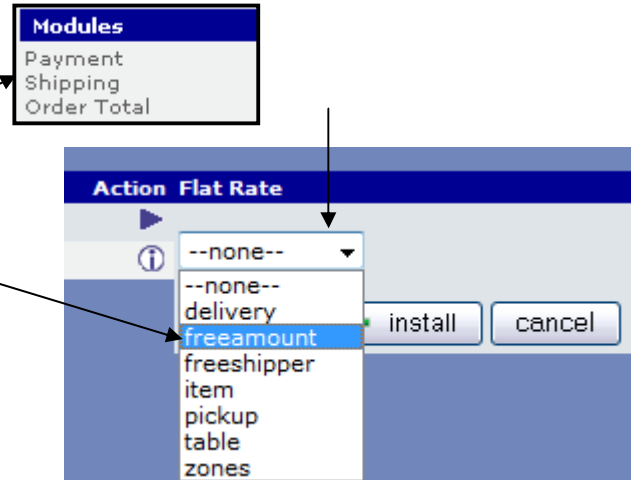 Modules
Payment
Shipping
Order Total
Action Flat Rate
--none--
--none--
delivery
freeamount
freeshipper
item
pickup
table
zones
install cancel